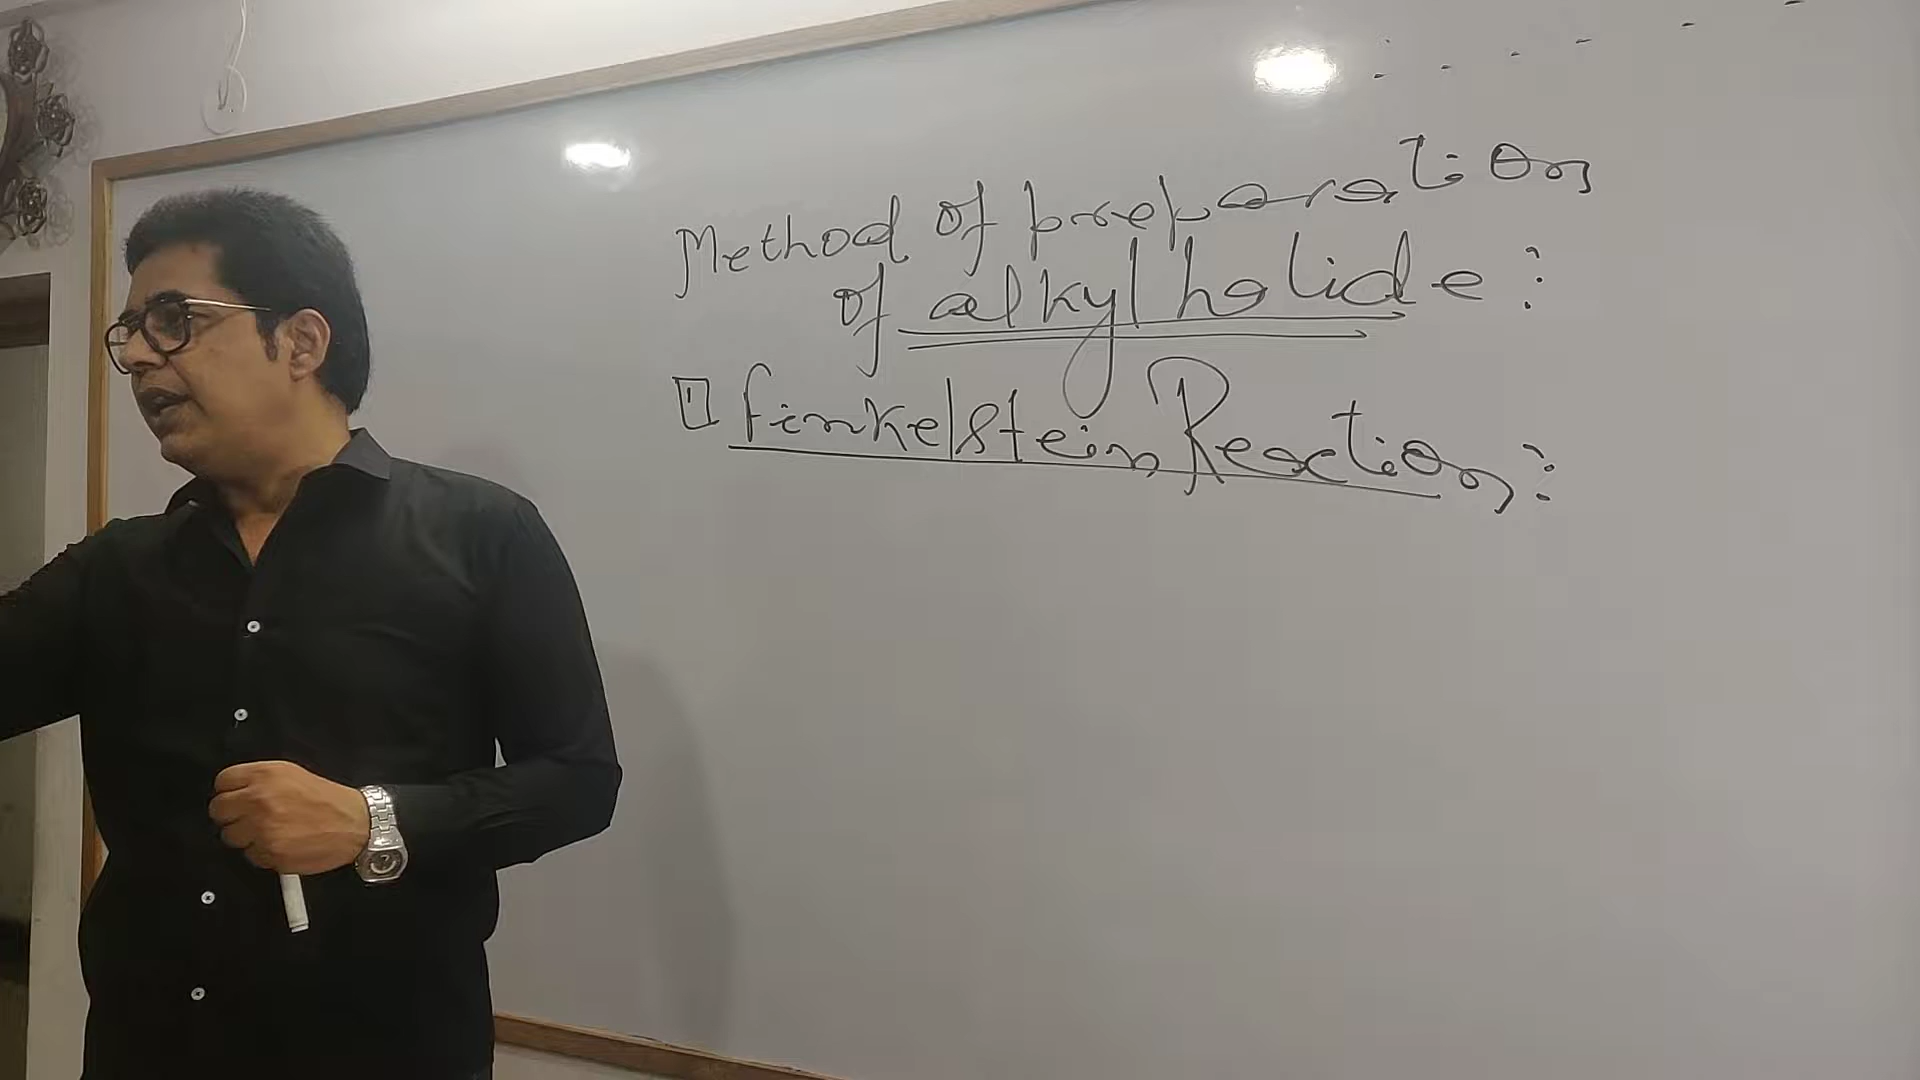 Method of preparation
of alkyl halide :
1 Finkelstein Reaction :